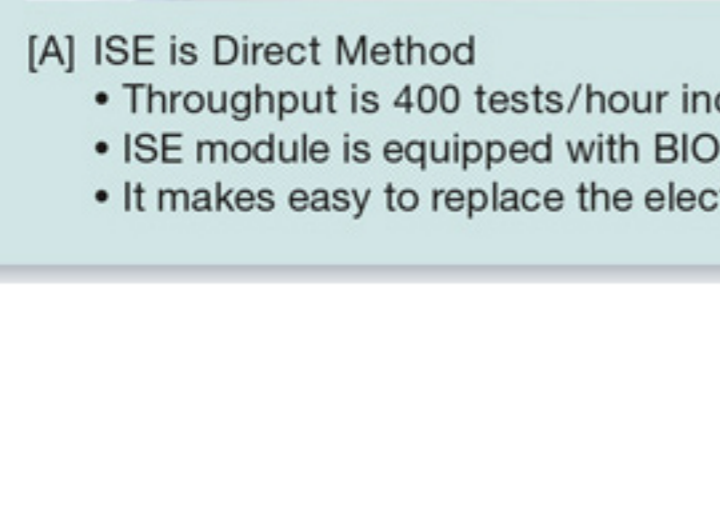 [A] ISE is Direct Method
• Throughput is 400 tests/hour
• ISE module is equipped with
• It makes easy to replace the